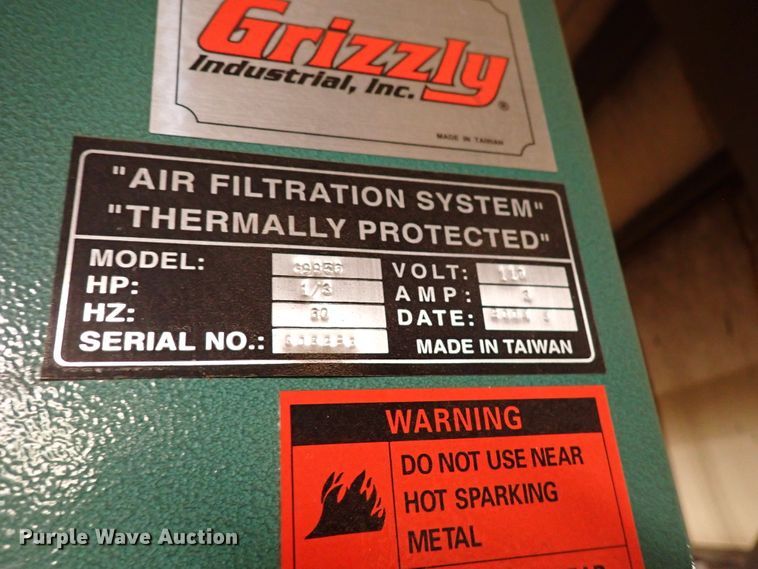 Grizzly
Industrial, Inc. ®
MADE IN TAIWAN
"AIR FILTRATION SYSTEM"
"THERMALLY PROTECTED"
MODEL: VOLT: 110
HP: 1/3 AMP:
HZ: DATE:
SERIAL NO.: MADE IN TAIWAN
WARNING
DO NOT USE NEAR
HOT SPARKING
METAL
Purple Wave Auction